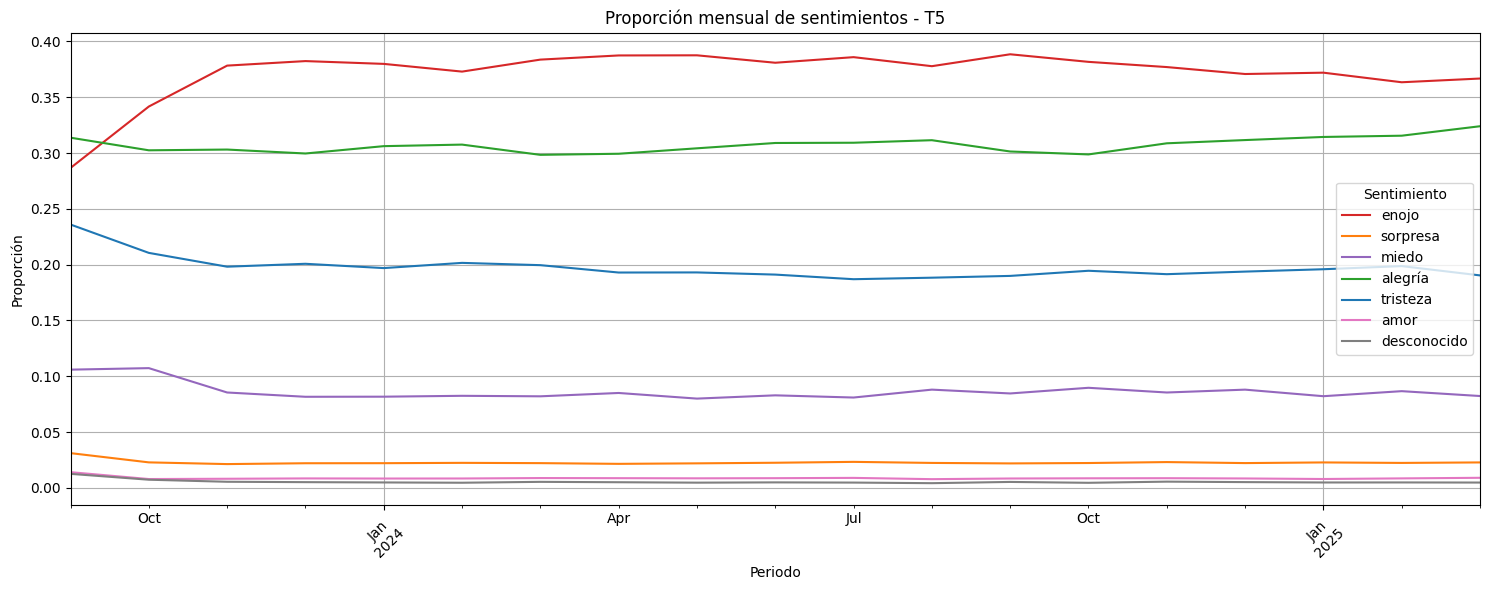 Proporción mensual de sentimientos - T5
0.40
0.35
0.30
0.25
0.20
0.15
0.10
0.05
0.00
Proporción
Sentimiento
enojo
sorpresa
miedo
alegría
tristeza
amor
desconocido
Oct
Jan
2024
Apr
Jul
Oct
Jan
2025
Periodo